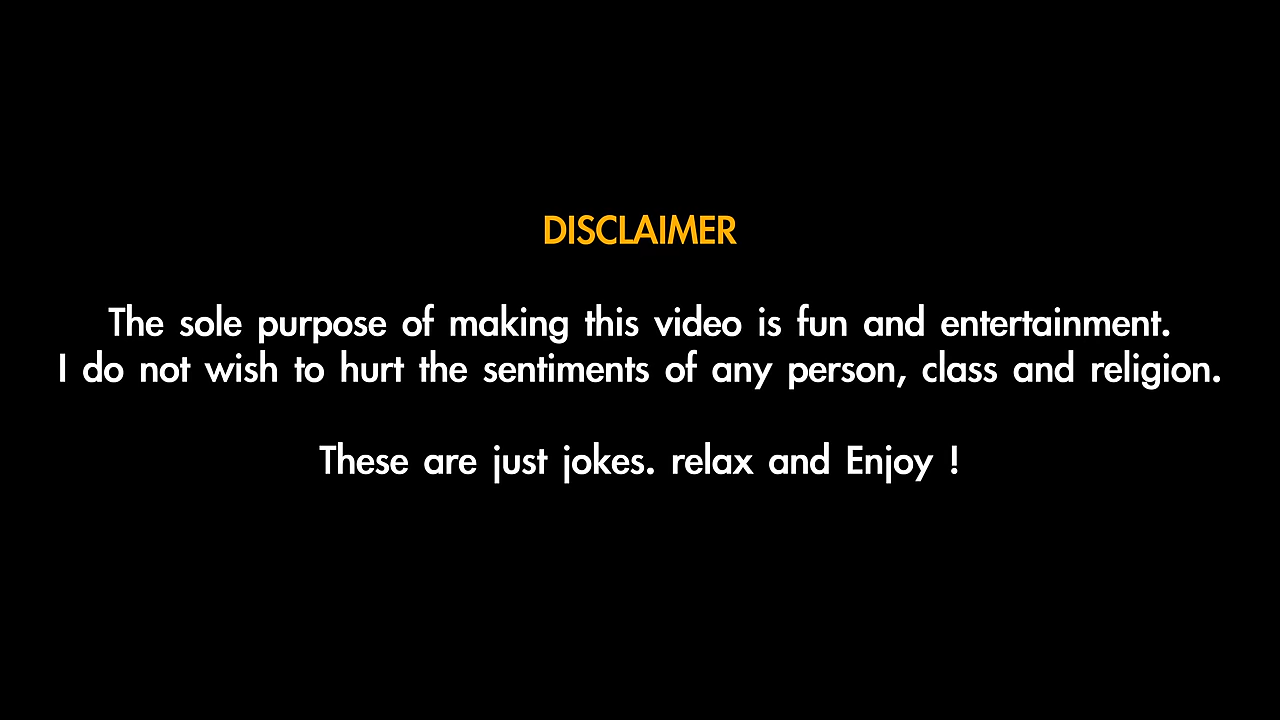 DISCLAIMER
The sole purpose of making this video is fun and entertainment.
I do not wish to hurt the sentiments of any person, class and religion.
These are just jokes. relax and Enjoy !